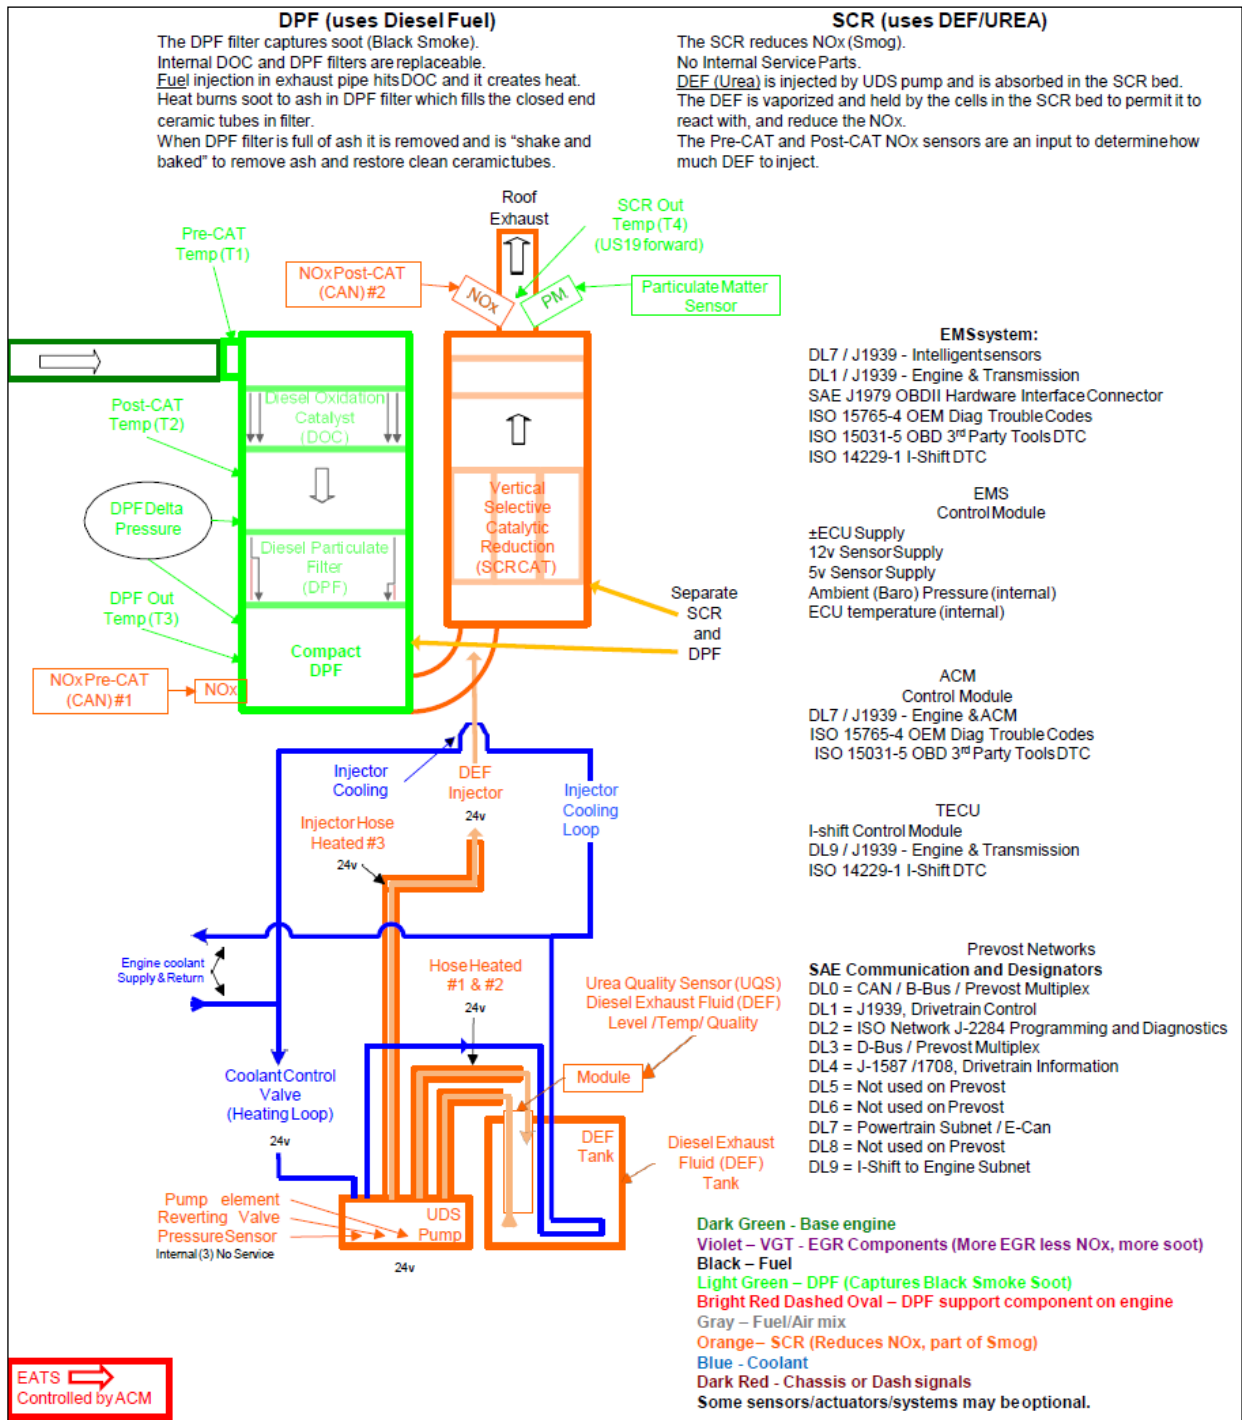 DPF (uses Diesel Fuel)
The DPF filter captures soot (Black Smoke).
Internal DOC and DPF filters are replaceable.
Fuel injection in exhaust pipe hits DOC and it creates heat.
Heat burns soot to ash in DPF filter which fills the closed end
ceramic tubes in filter.
When DPF filter is full of ash it is removed and is “shake and
baked” to remove ash and restore clean ceramic tubes.
SCR (uses DEF/UREA)
The SCR reduces NOx (Smog).
No Internal Service Parts.
DEF (Urea) is injected by UDS pump and is absorbed in the SCR bed.
The DEF is vaporized and held by the cells in the SCR bed to permit it to
react with, and reduce the NOx.
The Pre-CAT and Post-CAT NOx sensors are an input to determine how
much DEF to inject.
Roof
Exhaust
SCR Out
Temp (T4)
(US19 forward)
Pre-CAT
Temp (T1)
NOx Post-CAT
(CAN) #2
NOx
PM
Particulate Matter
Sensor
Diesel Oxidation
Catalyst
(DOC)
Post-CAT
Temp (T2)
DPF Delta
Pressure
Diesel Particulate
Filter
(DPF)
DPF Out
Temp (T3)
Compact
DPF
NOx Pre-CAT
(CAN) #1
NOx
Vertical
Selective
Catalytic
Reduction
(SCR CAT)
Separate
SCR
and
DPF
EMS system:
DL7 / J1939 - Intelligent sensors
DL1 / J1939 - Engine & Transmission
SAE J1979 OBDII Hardware Interface Connector
ISO 15765-4 OEM Diag Trouble Codes
ISO 15031-5 OBD 3rd Party Tools DTC
ISO 14229-1 I-Shift DTC
EMS
Control Module
±ECU Supply
12v Sensor Supply
5v Sensor Supply
Ambient (Baro) Pressure (internal)
ECU temperature (internal)
ACM
Control Module
DL7 / J1939 - Engine & ACM
ISO 15765-4 OEM Diag Trouble Codes
ISO 15031-5 OBD 3rd Party Tools DTC
TECU
I-shift Control Module
DL9 / J1939 - Engine & Transmission
ISO 14229-1 I-Shift DTC
Injector
Cooling
DEF
Injector
24v
Injector
Cooling
Loop
Injector Hose
Heated #3
24v
Engine coolant
Supply & Return
Hose Heated
#1 & #2
24v
Urea Quality Sensor (UQS)
Diesel Exhaust Fluid (DEF)
Level /Temp/ Quality
Module
Coolant Control
Valve
(Heating Loop)
24v
DEF
Tank
Diesel Exhaust
Fluid (DEF)
Tank
Pump element
Reverting Valve
Pressure Sensor
Internal (3) No Service
UDS
Pump
24v
Prevost Networks
SAE Communication and Designators
DL0 = CAN / B-Bus / Prevost Multiplex
DL1 = J1939, Drivetrain Control
DL2 = ISO Network J-2284 Programming and Diagnostics
DL3 = D-Bus / Prevost Multiplex
DL4 = J-1587 /1708, Drivetrain Information
DL5 = Not used on Prevost
DL6 = Not used on Prevost
DL7 = Powertrain Subnet / E-Can
DL8 = Not used on Prevost
DL9 = I-Shift to Engine Subnet
Dark Green - Base engine
Violet – VGT - EGR Components (More EGR less NOx, more soot)
Black – Fuel
Light Green – DPF (Captures Black Smoke Soot)
Bright Red Dashed Oval – DPF support component on engine
Gray – Fuel/Air mix
Orange– SCR (Reduces NOx, part of Smog)
Blue - Coolant
Dark Red - Chassis or Dash signals
Some sensors/actuators/systems may be optional.
EATS
Controlled by ACM